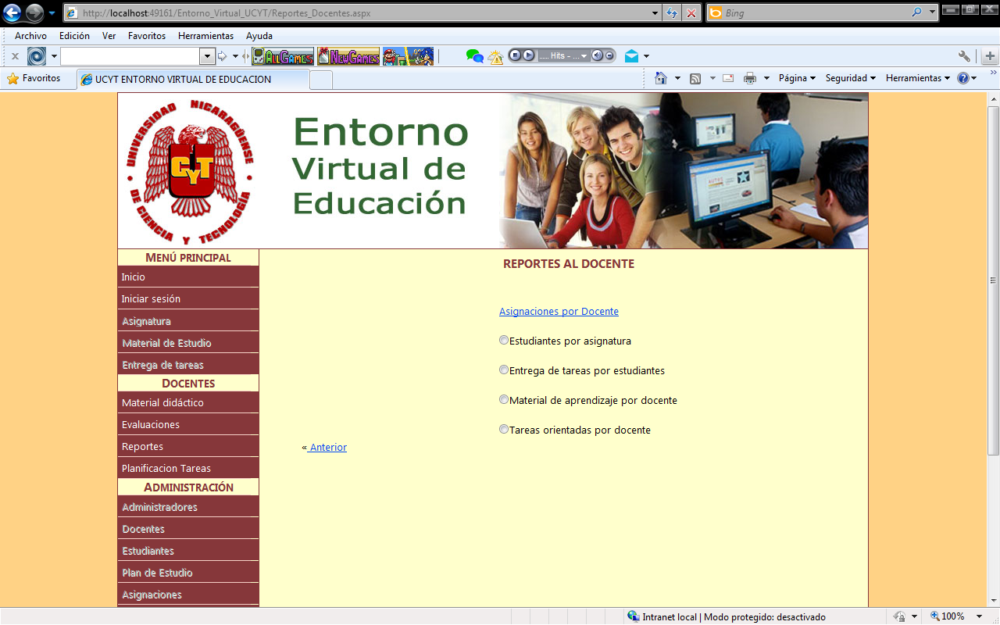 http://localhost:49161/Entorno_Virtual_UCYT/Reportes_Docentes.aspx
Bing
Archivo Edición Ver Favoritos Herramientas Ayuda
ALLGAMES NEWGAMES ..... Hits - ...
Favoritos UCYT ENTORNO VIRTUAL DE EDUCACION Página Seguridad Herramientas
UNIVERSIDAD NICARAGÜENSE
CYT
• DE CIENCIA Y TECNOLOGÍA •
Entorno
Virtual de
Educación
MENÚ PRINCIPAL
Inicio
Iniciar sesión
Asignatura
Material de Estudio
Entrega de tareas
DOCENTES
Material didáctico
Evaluaciones
Reportes
Planificacion Tareas
ADMINISTRACIÓN
Administradores
Docentes
Estudiantes
Plan de Estudio
Asignaciones
REPORTES AL DOCENTE
Asignaciones por Docente
Estudiantes por asignatura
Entrega de tareas por estudiantes
Material de aprendizaje por docente
Tareas orientadas por docente
« Anterior
Intranet local | Modo protegido: desactivado 100%